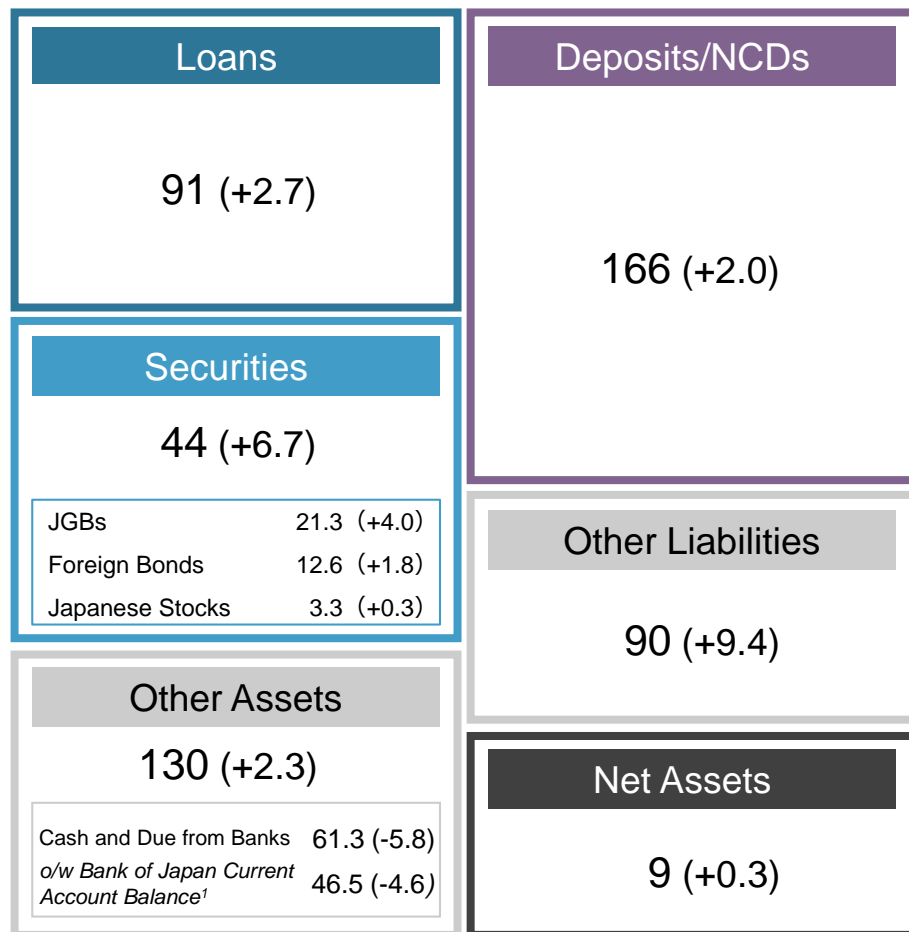 Loans
91 (+2.7)
Securities
44 (+6.7)
JGBs 21.3（+4.0）
Foreign Bonds 12.6（+1.8）
Japanese Stocks 3.3（+0.3）
Other Assets
130 (+2.3)
Cash and Due from Banks 61.3 (-5.8)
o/w Bank of Japan Current
Account Balance¹ 46.5 (-4.6)
Deposits/NCDs
166 (+2.0)
Other Liabilities
90 (+9.4)
Net Assets
9 (+0.3)